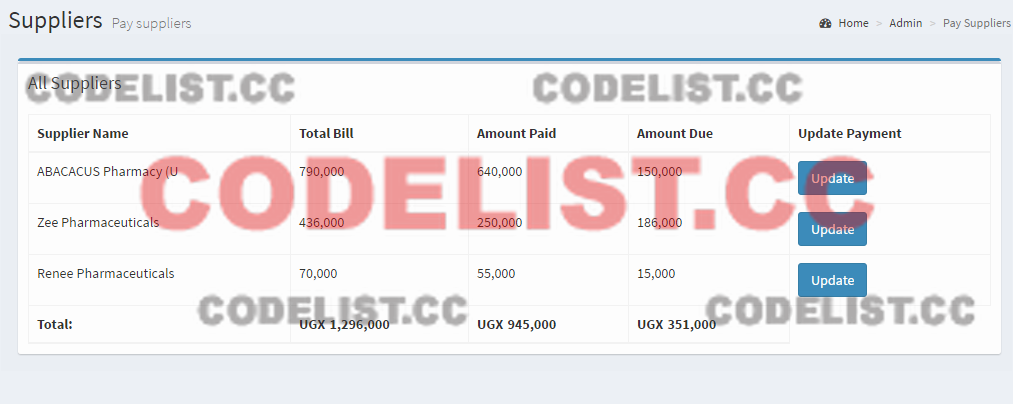 Suppliers Pay suppliers
Home > Admin > Pay Suppliers
All Suppliers
CODELIST.CC CODELIST.CC
Supplier Name Total Bill Amount Paid Amount Due Update Payment
ABACACUS Pharmacy (U 790,000 640,000 150,000 Update
CODELIST.CC
Zee Pharmaceuticals 436,000 250,000 186,000 Update
Renee Pharmaceuticals 70,000 55,000 15,000 Update
CODELIST.CC CODELIST.CC
Total: UGX 1,296,000 UGX 945,000 UGX 351,000